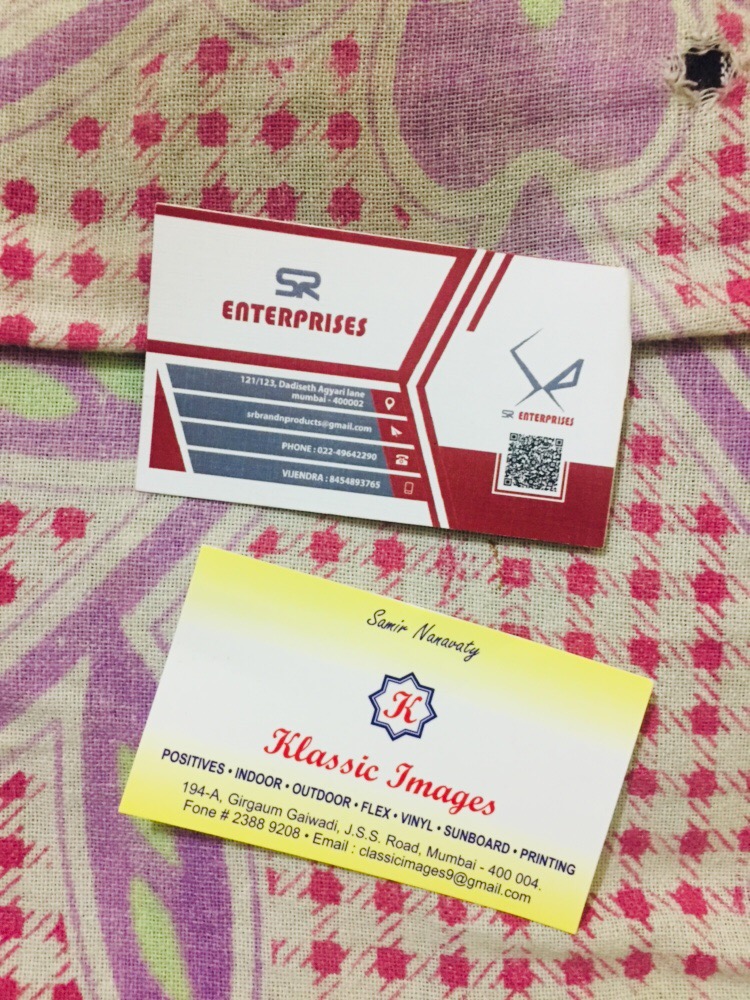 SR
ENTERPRISES
121/123, Dadiseth Agyari lane
mumbai - 400002
srbrandnproducts@gmail.com
PHONE : 022-49642290
VIJENDRA : 8454893765
SR ENTERPRISES
Samir Nanavaty
K
Klassic Images
POSITIVES • INDOOR • OUTDOOR • FLEX • VINYL • SUNBOARD • PRINTING
194-A, Girgaum Gaiwadi, J.S.S. Road, Mumbai - 400 004.
Fone # 2388 9208 • Email : classicimages9@gmail.com